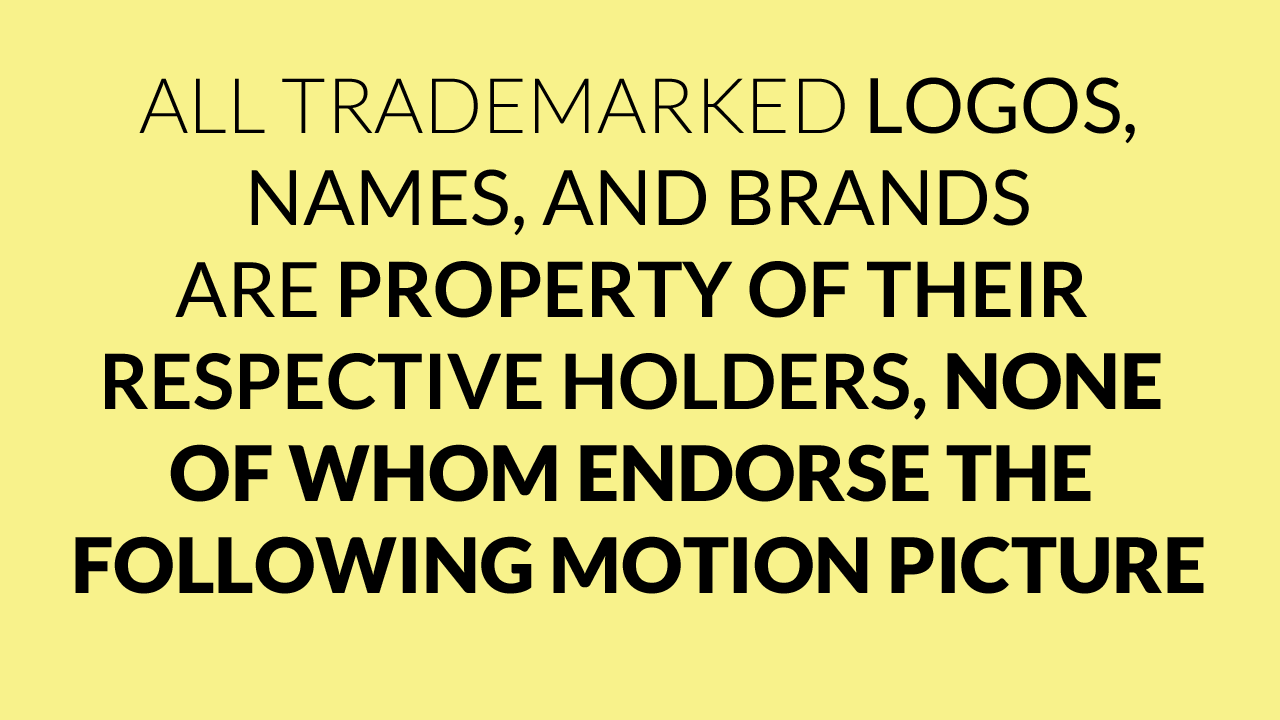 ALL TRADEMARKED LOGOS,
NAMES, AND BRANDS
ARE PROPERTY OF THEIR
RESPECTIVE HOLDERS, NONE
OF WHOM ENDORSE THE
FOLLOWING MOTION PICTURE